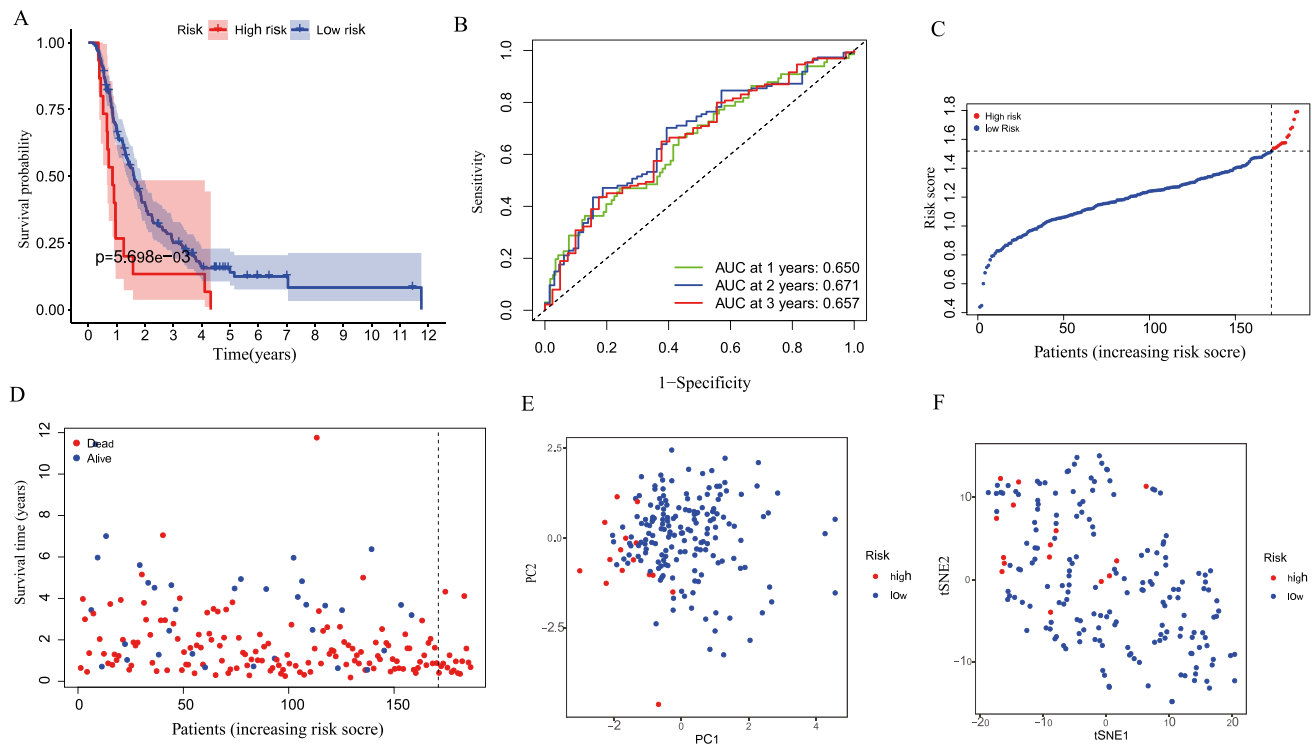 A
Risk High risk Low risk
Survival probability
1.00
0.75
0.50
0.25
0.00
p=5.698e−03
0 1 2 3 4 5 6 7 8 9 10 11 12
Time(years)
B
Sensitivity
1.0
0.8
0.6
0.4
0.2
0.0
AUC at 1 years: 0.650
AUC at 2 years: 0.671
AUC at 3 years: 0.657
0.0 0.2 0.4 0.6 0.8 1.0
1−Specificity
C
High risk
low Risk
Risk score
1.8
1.6
1.4
1.2
1.0
0.8
0.6
0.4
0 50 100 150
Patients (increasing risk socre)
D
Dead
Alive
Survival time (years)
12
10
8
6
4
2
0
0 50 100 150
Patients (increasing risk socre)
E
PC2
2.5
0.0
−2.5
−2 0 2 4
PC1
Risk
high
low
F
tSNE2
10
0
−10
−20 −10 0 10 20
tSNE1
Risk
high
low